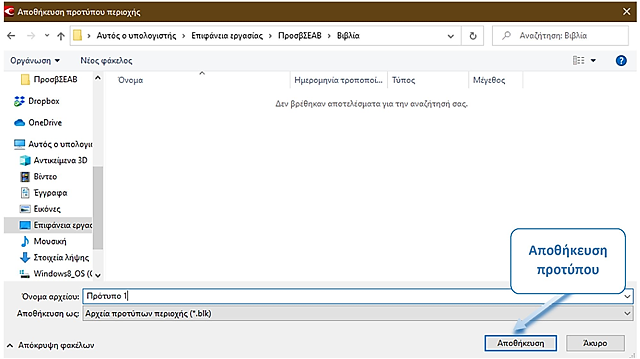 Αποθήκευση προτύπου περιοχής
Αυτός ο υπολογιστής > Επιφάνεια εργασίας > ΠροσβΣΕΑΒ > Βιβλία
Αναζήτηση: Βιβλία
Οργάνωση
Νέος φάκελος
ΠροσβΣΕΑΒ
Dropbox
OneDrive
Αυτός ο υπολογι
Αντικείμενα 3D
Βίντεο
Έγγραφα
Εικόνες
Επιφάνεια εργασ
Μουσική
Στοιχεία λήψης
Windows8_OS (C
Όνομα
Ημερομηνία τροποποί...
Τύπος
Μέγεθος
Δεν βρέθηκαν αποτελέσματα για την αναζήτησή σας.
Αποθήκευση
προτύπου
Όνομα αρχείου:
Πρότυπο 1
Αποθήκευση ως:
Αρχεία προτύπων περιοχής (*.blk)
Απόκρυψη φακέλων
Αποθήκευση
Άκυρο